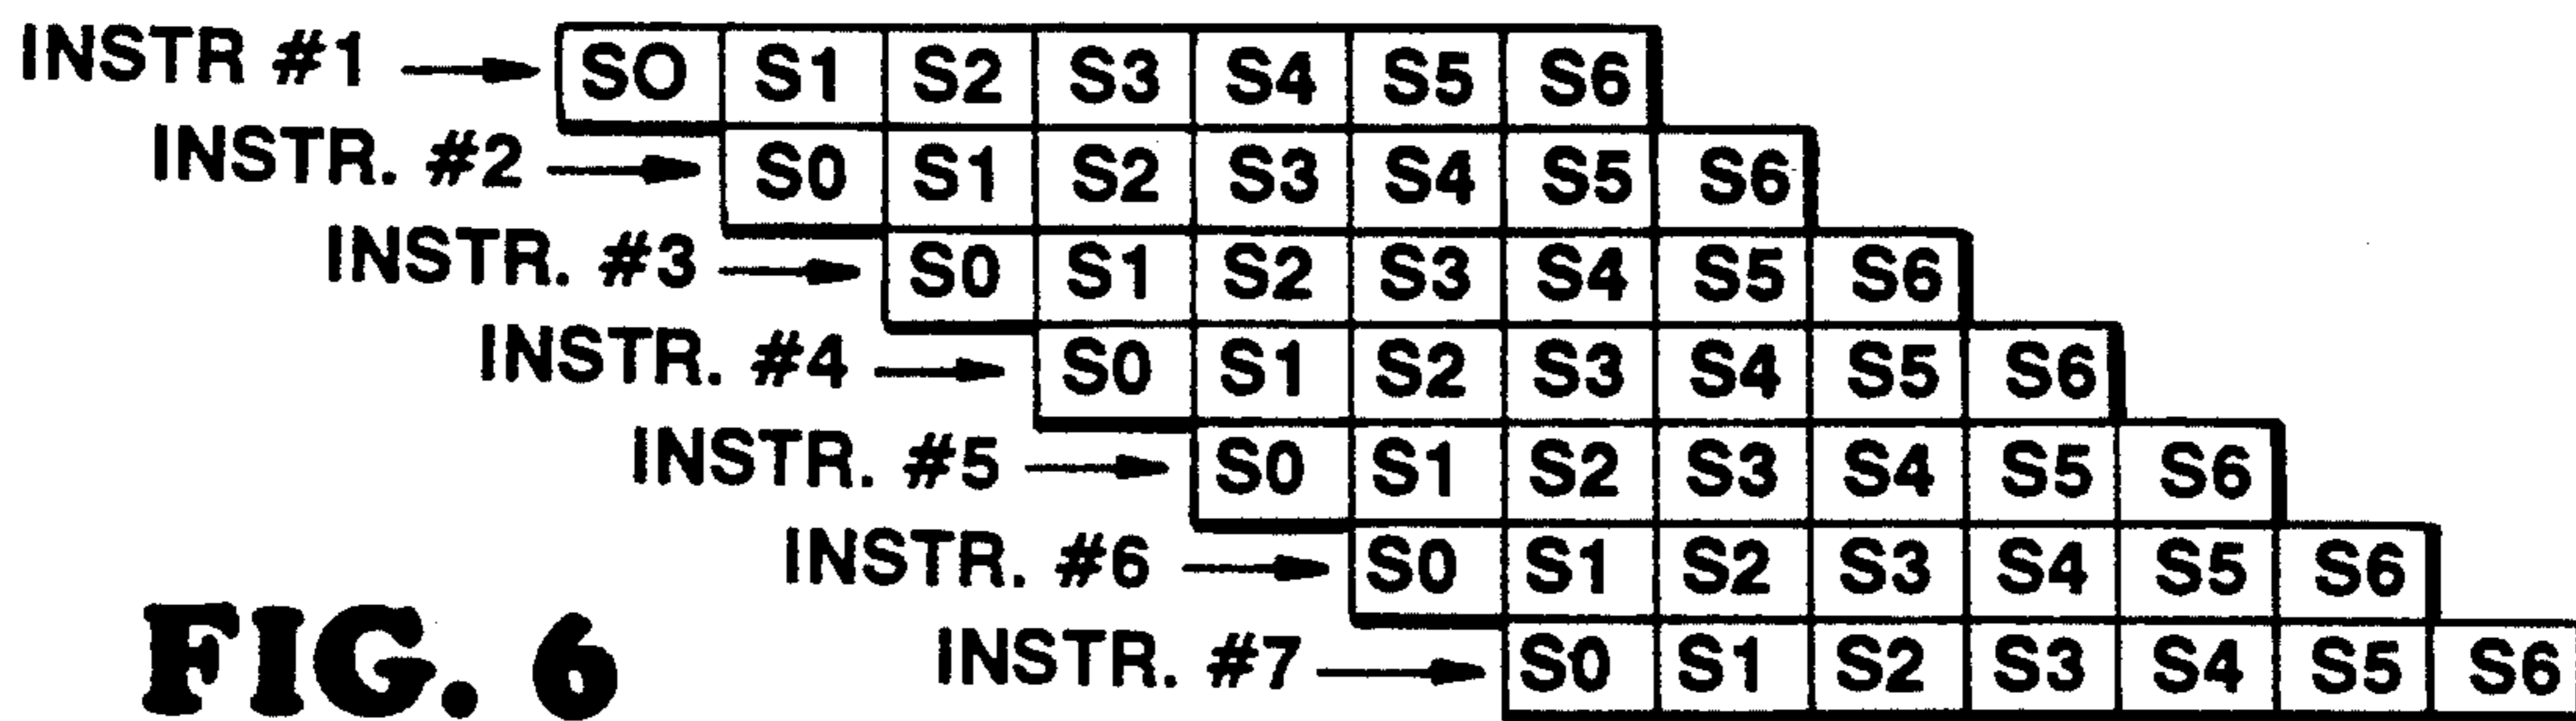 INSTR #1 SO S1 S2 S3 S4 S5 S6
INSTR. #2 S0 S1 S2 S3 S4 S5 S6
INSTR. #3 S0 S1 S2 S3 S4 S5 S6
INSTR. #4 S0 S1 S2 S3 S4 S5 S6
INSTR. #5 S0 S1 S2 S3 S4 S5 S6
INSTR. #6 S0 S1 S2 S3 S4 S5 S6
INSTR. #7 S0 S1 S2 S3 S4 S5 S6
FIG. 6